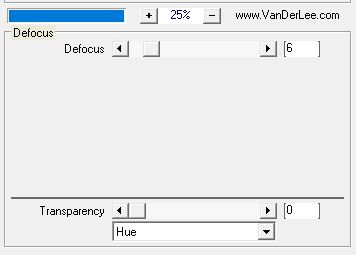 + 25% − www.VanDerLee.com
Defocus
Defocus 6
Transparency 0
Hue